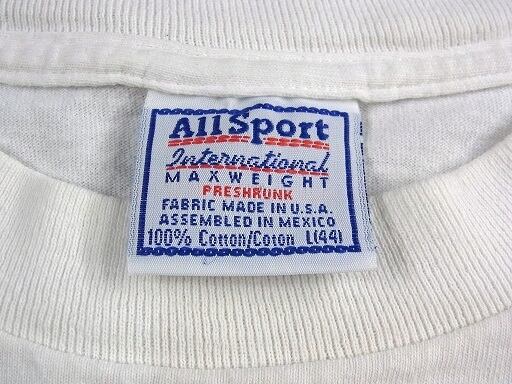 All Sport
International
MAXWEIGHT
PRESHRUNK
FABRIC MADE IN U.S.A.
ASSEMBLED IN MEXICO
100% Cotton/Coton L(44)